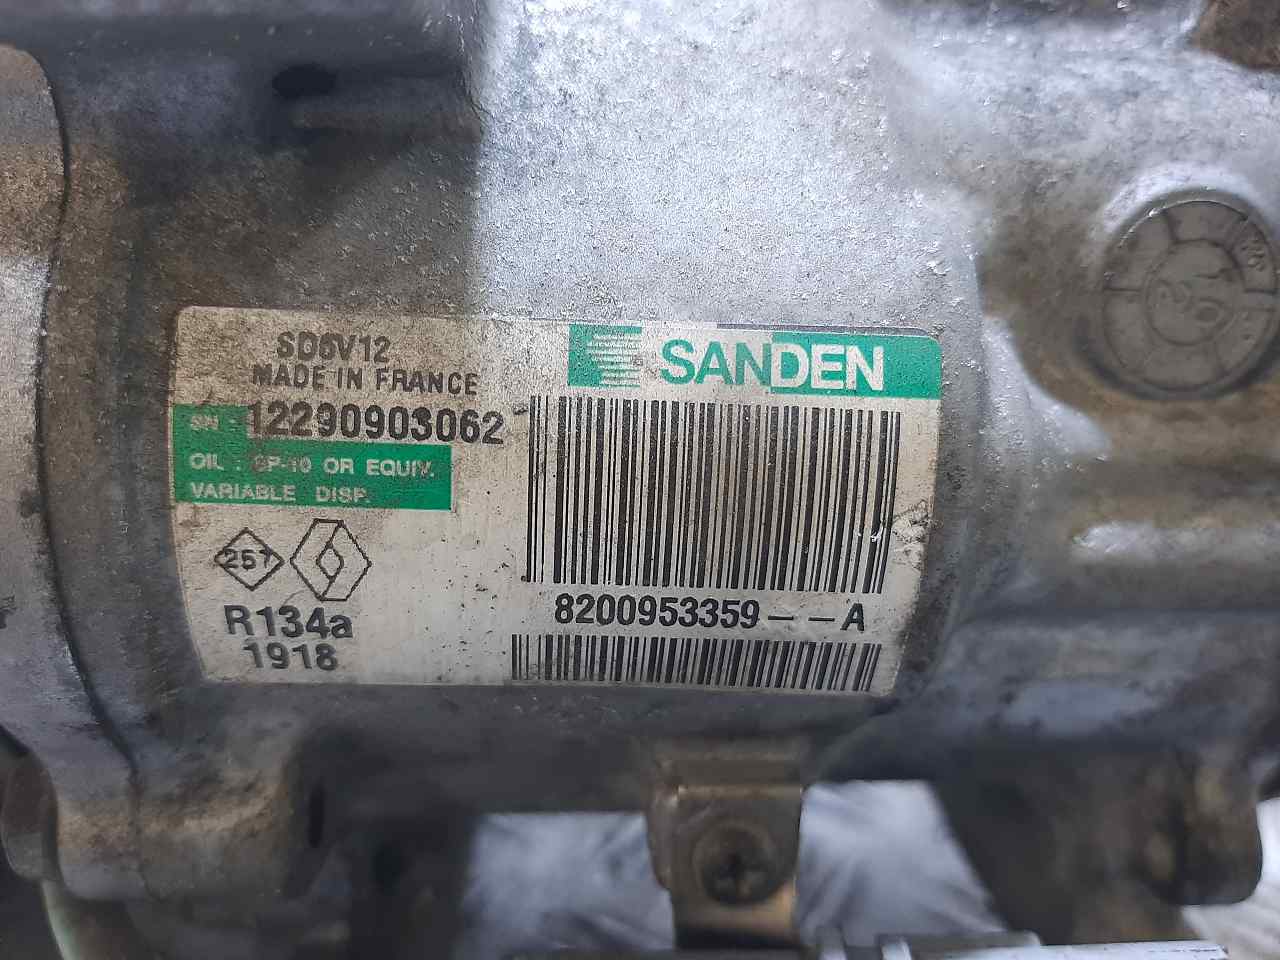 SD6V12
MADE IN FRANCE
SANDEN
SN : 12290903062
OIL : SP-10 OR EQUIV.
VARIABLE DISP.
257
R134a
1918
8200953359 – – A